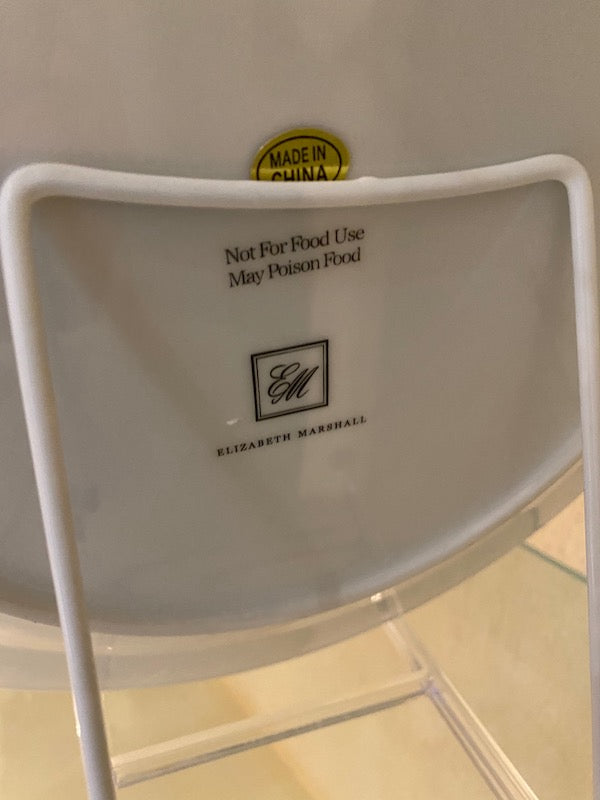 MADE IN
CHINA
Not For Food Use
May Poison Food
EM
ELIZABETH MARSHALL